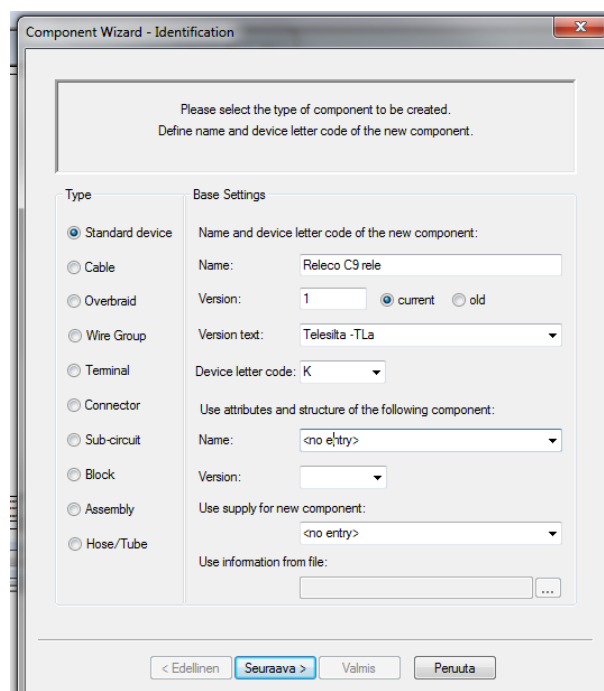 Component Wizard - Identification
Please select the type of component to be created.
Define name and device letter code of the new component.
Type
Standard device
Cable
Overbraid
Wire Group
Terminal
Connector
Sub-circuit
Block
Assembly
Hose/Tube
Base Settings
Name and device letter code of the new component:
Name: Releco C9 rele
Version: 1 current old
Version text: Telesilta -TLa
Device letter code: K
Use attributes and structure of the following component:
Name: <no entry>
Version:
Use supply for new component:
<no entry>
Use information from file:
...
< Edellinen Seuraava > Valmis Peruuta